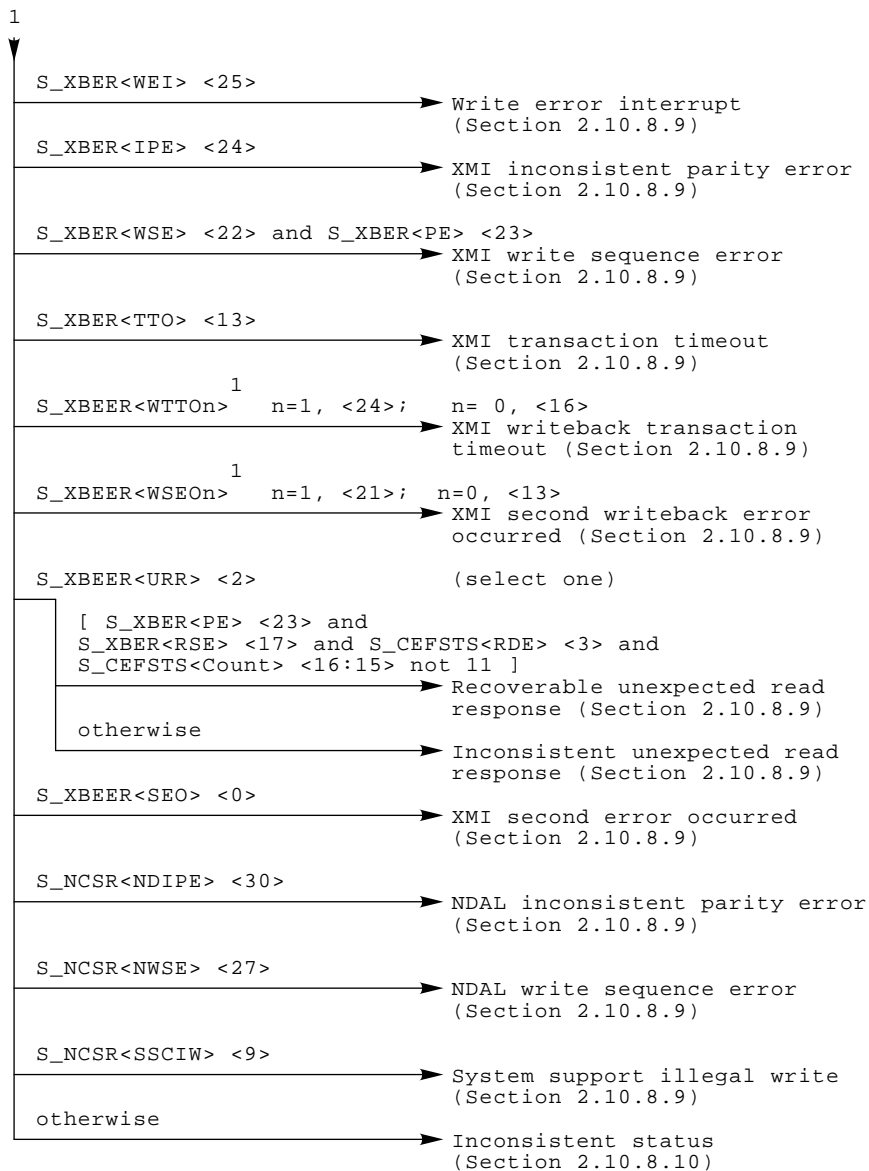 1
S_XBER<WEI> <25>
Write error interrupt
(Section 2.10.8.9)
S_XBER<IPE> <24>
XMI inconsistent parity error
(Section 2.10.8.9)
S_XBER<WSE> <22> and S_XBER<PE> <23>
XMI write sequence error
(Section 2.10.8.9)
S_XBER<TTO> <13>
XMI transaction timeout
(Section 2.10.8.9)
1
S_XBEER<WTTOn> n=1, <24>; n= 0, <16>
XMI writeback transaction
timeout (Section 2.10.8.9)
1
S_XBEER<WSEOn> n=1, <21>; n=0, <13>
XMI second writeback error
occurred (Section 2.10.8.9)
S_XBEER<URR> <2> (select one)
[ S_XBER<PE> <23> and
S_XBER<RSE> <17> and S_CEFSTS<RDE> <3> and
S_CEFSTS<Count> <16:15> not 11 ]
Recoverable unexpected read
response (Section 2.10.8.9)
otherwise
Inconsistent unexpected read
response (Section 2.10.8.9)
S_XBEER<SEO> <0>
XMI second error occurred
(Section 2.10.8.9)
S_NCSR<NDIPE> <30>
NDAL inconsistent parity error
(Section 2.10.8.9)
S_NCSR<NWSE> <27>
NDAL write sequence error
(Section 2.10.8.9)
S_NCSR<SSCIW> <9>
System support illegal write
(Section 2.10.8.9)
otherwise
Inconsistent status
(Section 2.10.8.10)